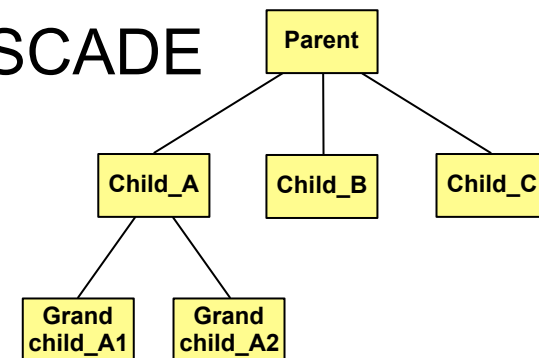 SCADE
Parent
Child_A
Child_B
Child_C
Grand
child_A1
Grand
child_A2